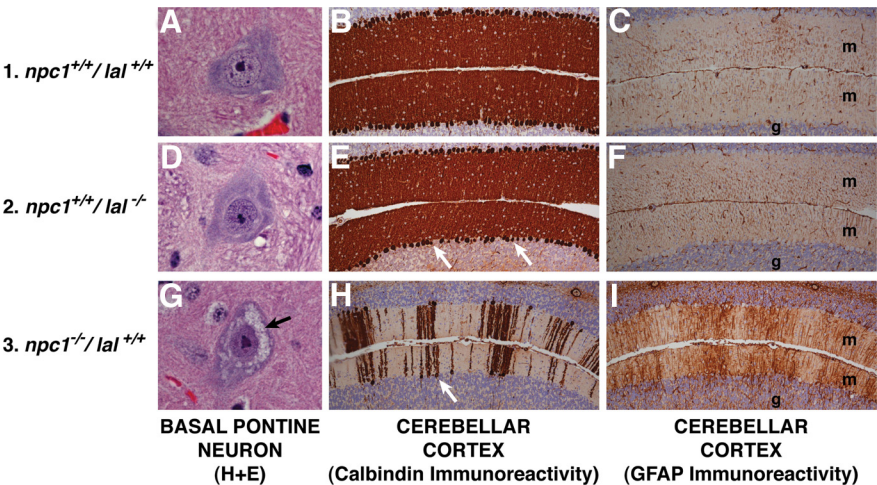 A
B
C
1. npc1+/+/ lal +/+
m
m
g
D
E
F
2. npc1+/+/ lal -/-
m
m
g
G
H
I
3. npc1-/-/ lal +/+
m
m
g
BASAL PONTINE
NEURON
(H+E)
CEREBELLAR
CORTEX
(Calbindin Immunoreactivity)
CEREBELLAR
CORTEX
(GFAP Immunoreactivity)